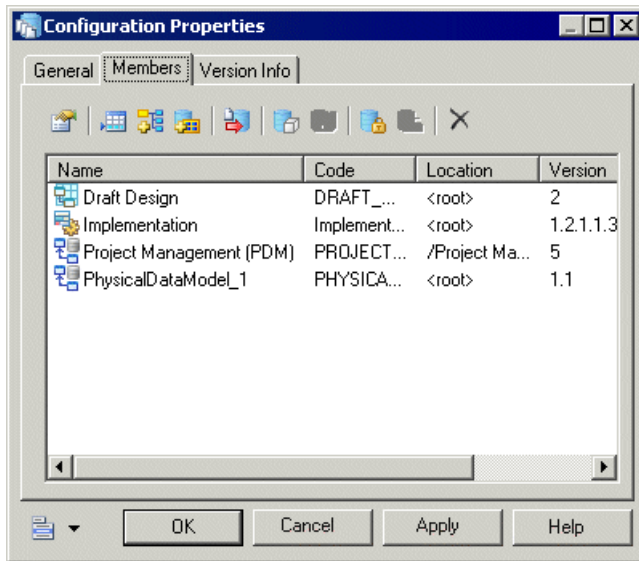 Configuration Properties
General Members Version Info
Name Code Location Version
Draft Design DRAFT_... <root> 2
Implementation Implement... <root> 1.2.1.1.3
Project Management (PDM) PROJECT... /Project Ma... 5
PhysicalDataModel_1 PHYSICA... <root> 1.1
OK Cancel Apply Help